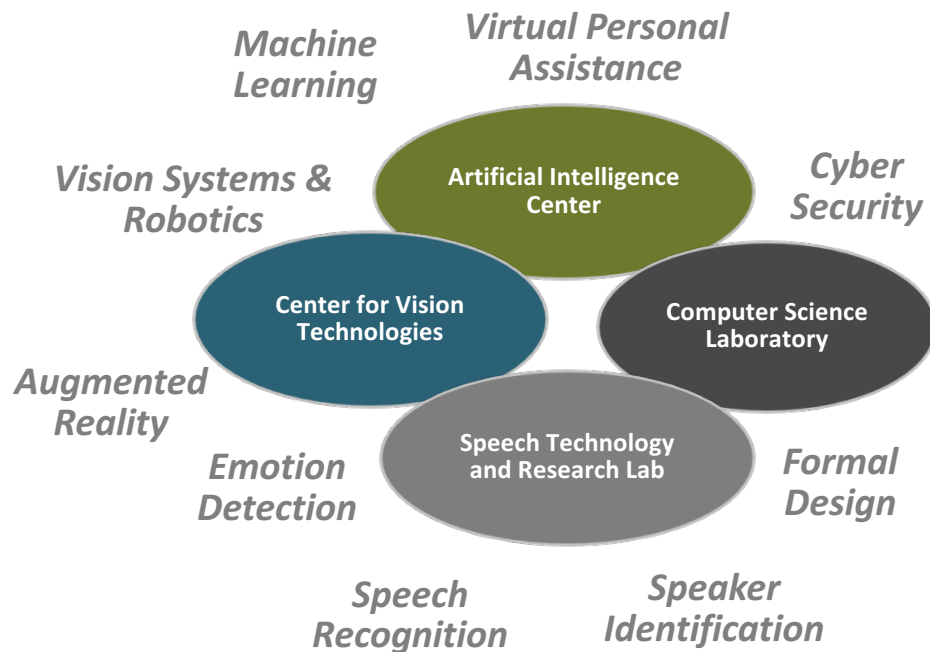 Machine
Learning
Virtual Personal
Assistance
Artificial Intelligence
Center
Vision Systems &
Robotics
Cyber
Security
Center for Vision
Technologies
Computer Science
Laboratory
Augmented
Reality
Speech Technology
and Research Lab
Emotion
Detection
Formal
Design
Speech
Recognition
Speaker
Identification